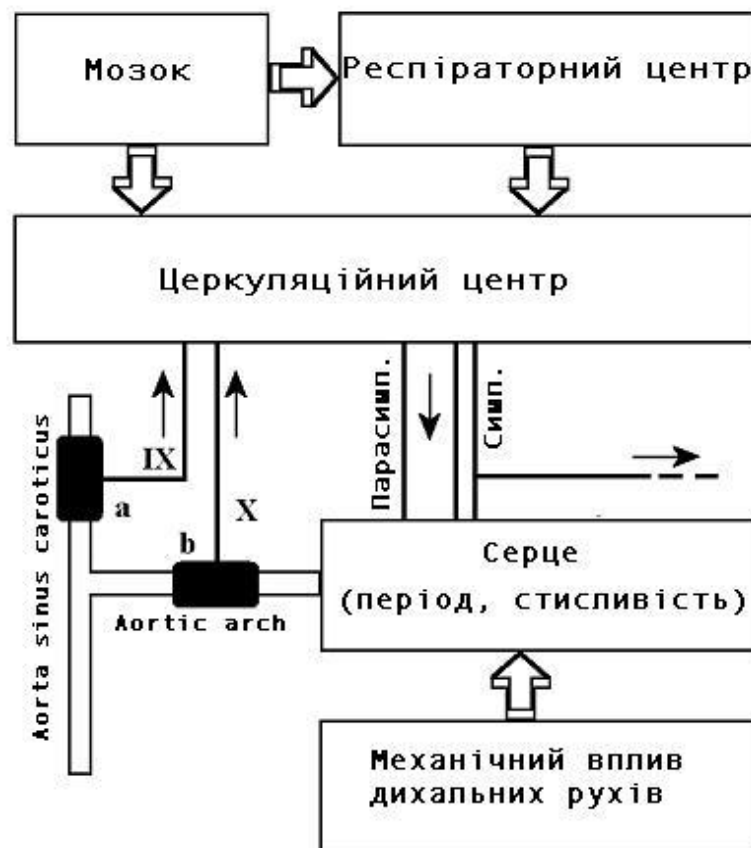 Мозок
Респіраторний центр
Церкуляційний центр
Парасимп.
Симп.
IX
X
a
b
Aorta sinus caroticus
Aortic arch
Серце
(період, стисливість)
Механічний вплив
дихальних рухів